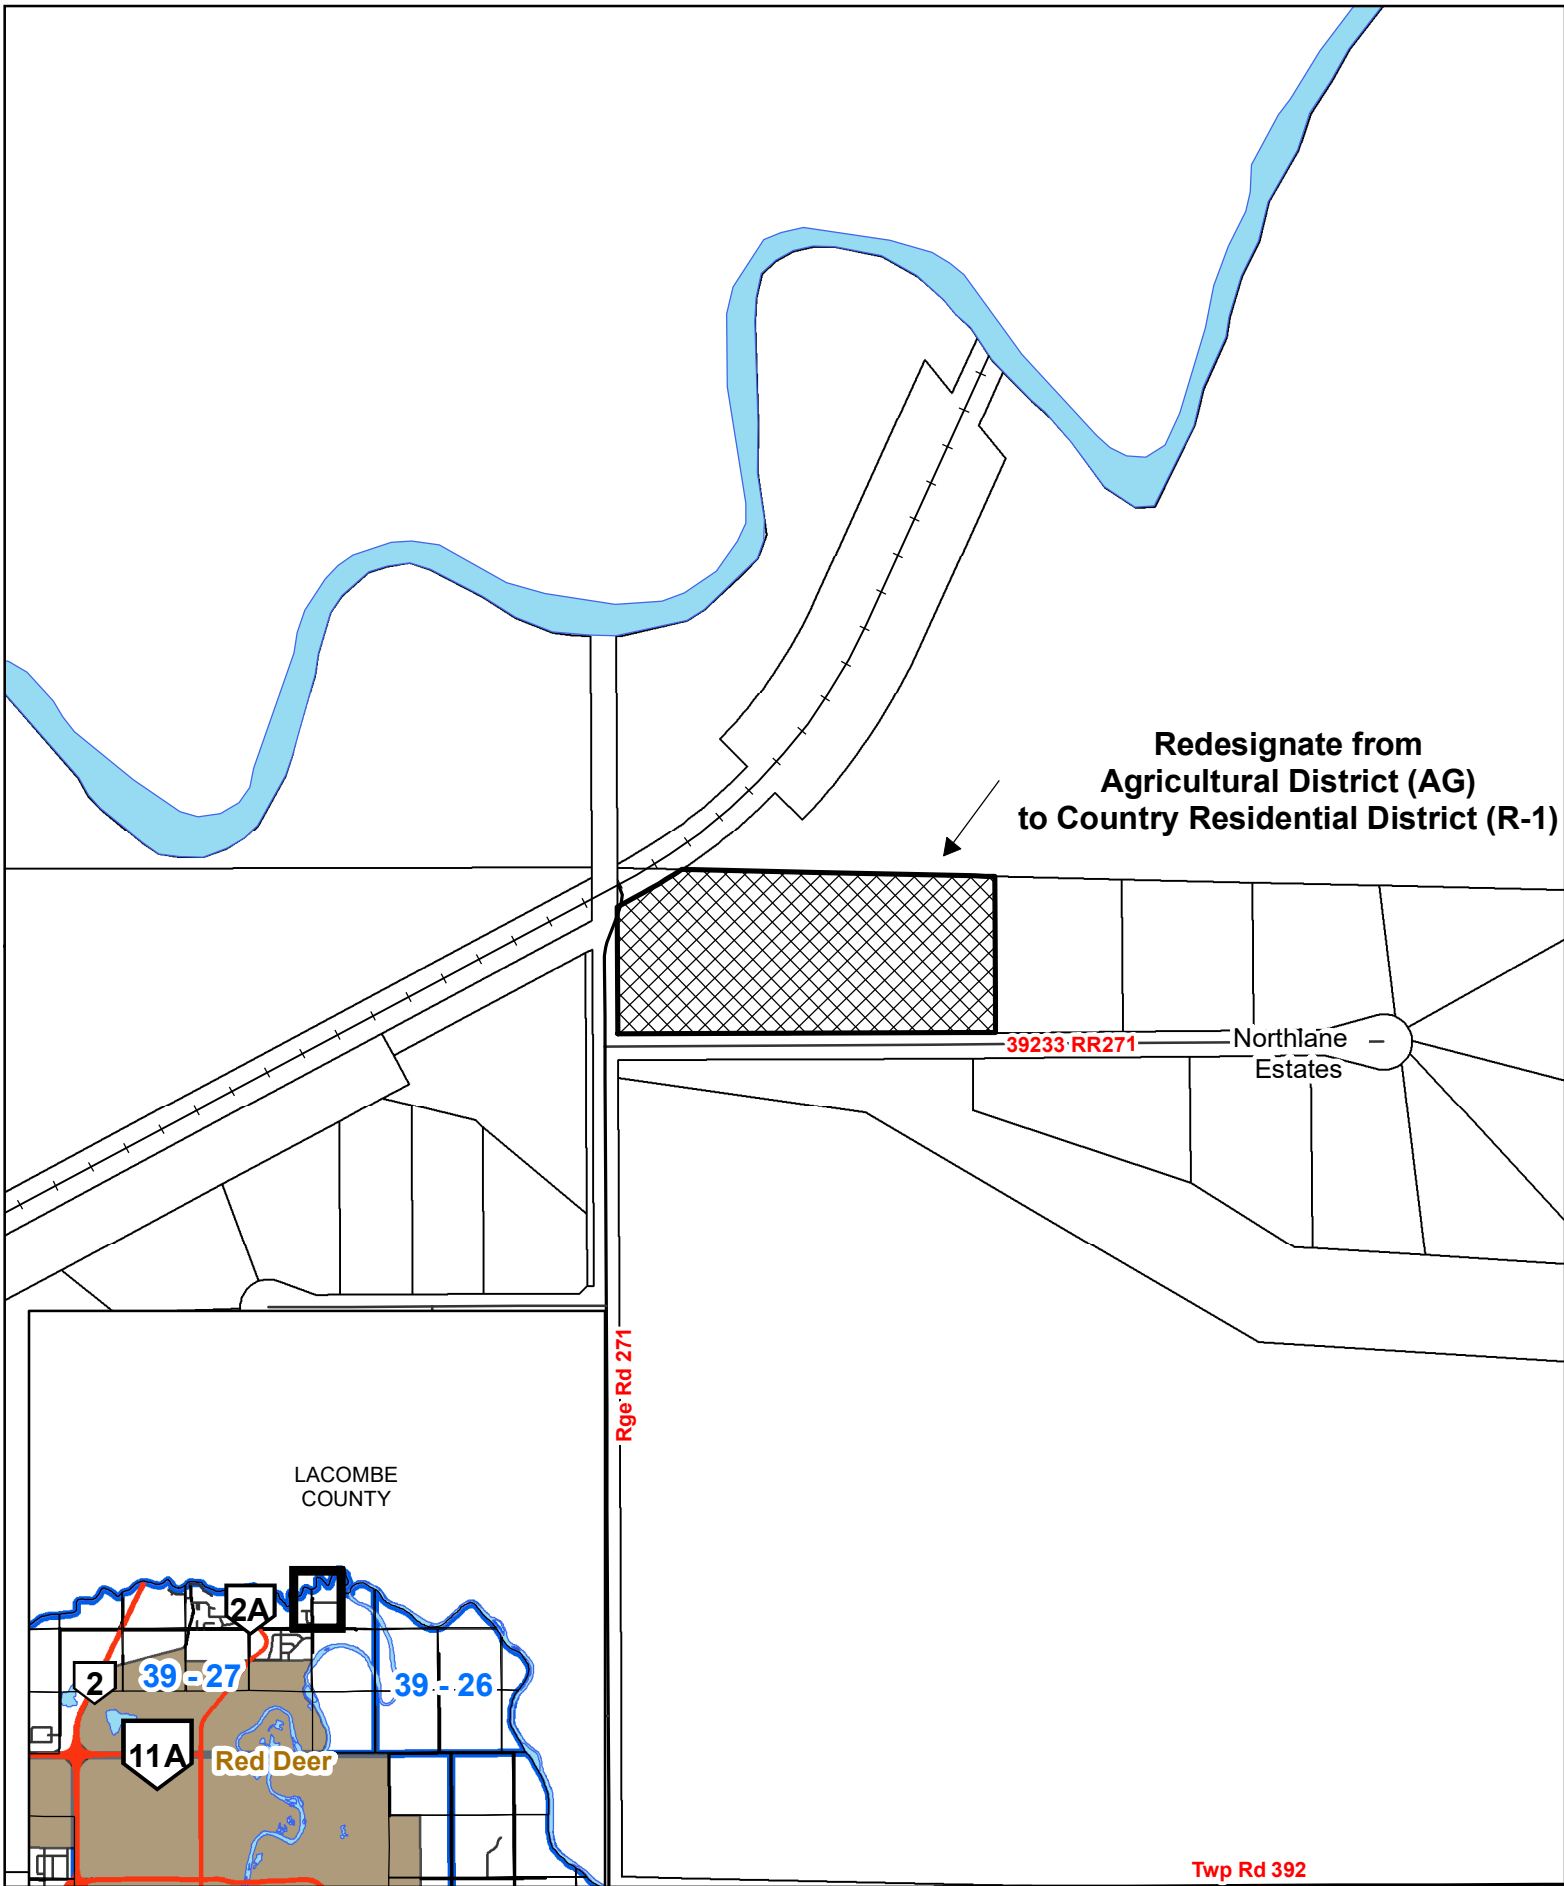 Redesignate from
Agricultural District (AG)
to Country Residential District (R-1)
39233 RR271
Northlane
Estates
Rge Rd 271
LACOMBE
COUNTY
2A
2
39 - 27
39 - 26
11A
Red Deer
Twp Rd 392